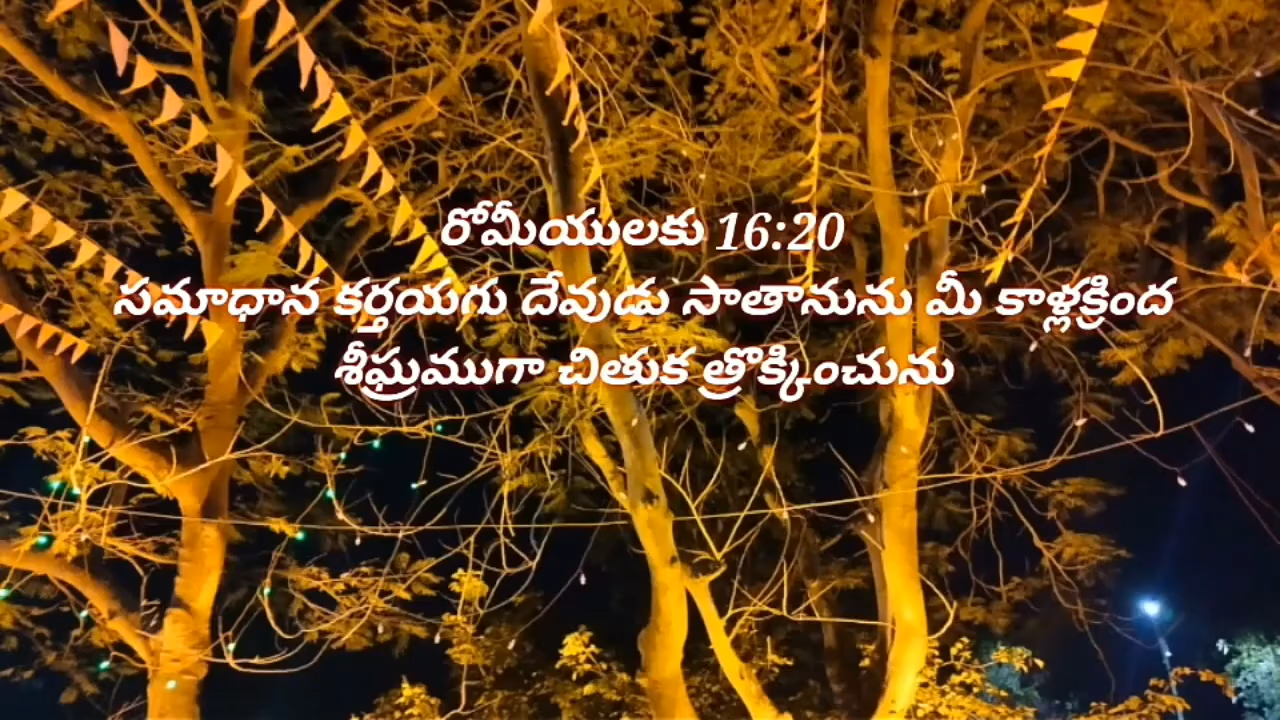 రోమీయులకు 16:20
సమాధాన కర్తయగు దేవుడు సాతానును మీ కాళ్లక్రింద
శీఘ్రముగా చితుక త్రొక్కించును